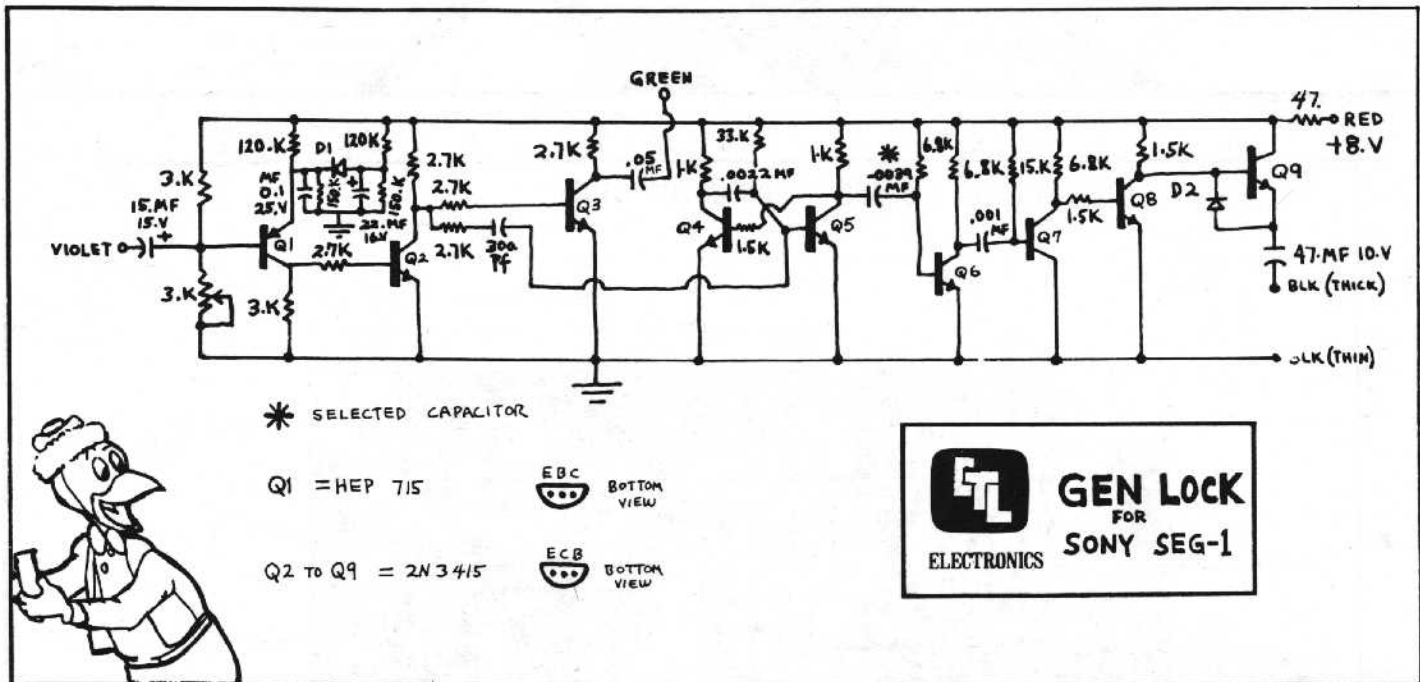 GREEN
47.
RED
+8.V
120.K
D1
120K
MF
0.1
25.V
150K
22.MF
16.V
150.K
2.7K
2.7K
2.7K
300
Pf
2.7K
.05
MF
33.K
1.K
.0022 MF
1.K
*
.0039
MF
6.8K
6.8K
15K
6.8K
1.5K
D2
Q9
3.K
15.MF
15.V
VIOLET
Q1
2.7K
Q2
Q3
Q4
1.5K
Q5
Q6
.001
MF
Q7
1.5K
Q8
47.MF 10.V
BLK (THICK)
3.K
3.K
BLK (THIN)
* SELECTED CAPACITOR
Q1 = HEP 715
EBC
BOTTOM
VIEW
Q2 TO Q9 = 2N3415
ECB
BOTTOM
VIEW
ETL
ELECTRONICS
GEN LOCK
FOR
SONY SEG-1